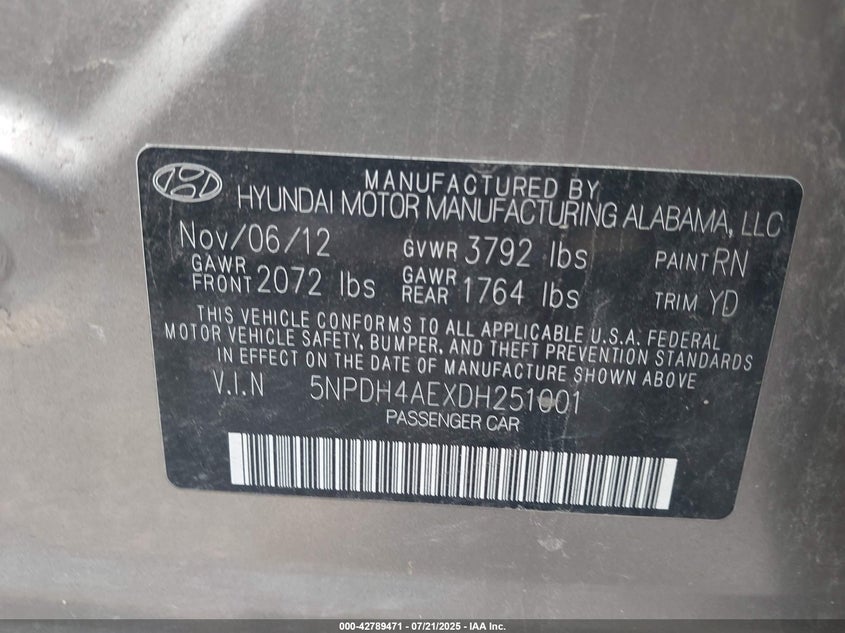 MANUFACTURED BY
HYUNDAI MOTOR MANUFACTURING ALABAMA, LLC
Nov/06/12 GVWR 3792 lbs PAINT RN
GAWR FRONT 2072 lbs GAWR REAR 1764 lbs TRIM YD
THIS VEHICLE CONFORMS TO ALL APPLICABLE U.S.A. FEDERAL
MOTOR VEHICLE SAFETY, BUMPER, AND THEFT PREVENTION STANDARDS
IN EFFECT ON THE DATE OF MANUFACTURE SHOWN ABOVE
V.I.N 5NPDH4AEXDH251001
PASSENGER CAR
000-42789471 - 07/21/2025 - IAA Inc.